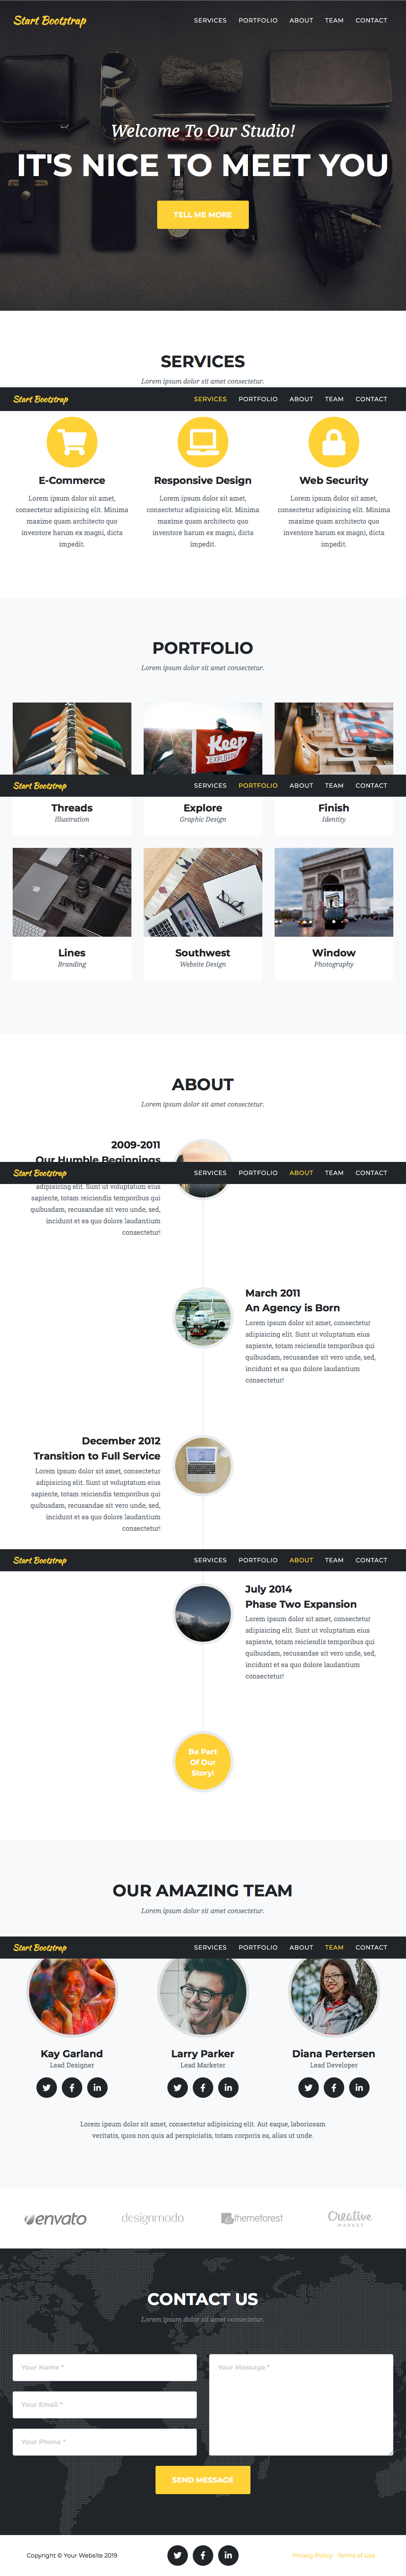 Start Bootstrap
SERVICES PORTFOLIO ABOUT TEAM CONTACT
Welcome To Our Studio!
IT'S NICE TO MEET YOU
TELL ME MORE
SERVICES
Lorem ipsum dolor sit amet consectetur.
Start Bootstrap
SERVICES PORTFOLIO ABOUT TEAM CONTACT
E-Commerce
Lorem ipsum dolor sit amet,
consectetur adipisicing elit. Minima
maxime quam architecto quo
inventore harum ex magni, dicta
impedit.
Responsive Design
Lorem ipsum dolor sit amet,
consectetur adipisicing elit. Minima
maxime quam architecto quo
inventore harum ex magni, dicta
impedit.
Web Security
Lorem ipsum dolor sit amet,
consectetur adipisicing elit. Minima
maxime quam architecto quo
inventore harum ex magni, dicta
impedit.
PORTFOLIO
Lorem ipsum dolor sit amet consectetur.
Keep
EXPLORING
Start Bootstrap
SERVICES PORTFOLIO ABOUT TEAM CONTACT
Threads
Illustration
Explore
Graphic Design
Finish
Identity
Lines
Branding
Southwest
Website Design
Window
Photography
ABOUT
Lorem ipsum dolor sit amet consectetur.
2009-2011
Our Humble Beginnings
Start Bootstrap
SERVICES PORTFOLIO ABOUT TEAM CONTACT
adipisicing elit. Sunt ut voluptatum eius
sapiente, totam reiciendis temporibus qui
quibusdam, recusandae sit vero unde, sed,
incidunt et ea quo dolore laudantium
consectetur!
March 2011
An Agency is Born
Lorem ipsum dolor sit amet, consectetur
adipisicing elit. Sunt ut voluptatum eius
sapiente, totam reiciendis temporibus qui
quibusdam, recusandae sit vero unde, sed,
incidunt et ea quo dolore laudantium
consectetur!
December 2012
Transition to Full Service
Lorem ipsum dolor sit amet, consectetur
adipisicing elit. Sunt ut voluptatum eius
sapiente, totam reiciendis temporibus qui
quibusdam, recusandae sit vero unde, sed,
incidunt et ea quo dolore laudantium
consectetur!
Start Bootstrap
SERVICES PORTFOLIO ABOUT TEAM CONTACT
July 2014
Phase Two Expansion
Lorem ipsum dolor sit amet, consectetur
adipisicing elit. Sunt ut voluptatum eius
sapiente, totam reiciendis temporibus qui
quibusdam, recusandae sit vero unde, sed,
incidunt et ea quo dolore laudantium
consectetur!
Be Part
Of Our
Story!
OUR AMAZING TEAM
Lorem ipsum dolor sit amet consectetur.
Start Bootstrap
SERVICES PORTFOLIO ABOUT TEAM CONTACT
Kay Garland
Lead Designer
Larry Parker
Lead Marketer
Diana Pertersen
Lead Developer
Lorem ipsum dolor sit amet, consectetur adipisicing elit. Aut eaque, laboriosam
veritatis, quos non quis ad perspiciatis, totam corporis ea, alias ut unde.
envato designmodo themeforest Creative
MARKET
CONTACT US
Lorem ipsum dolor sit amet consectetur.
Your Name *
Your Email *
Your Phone *
Your Message *
SEND MESSAGE
Copyright © Your Website 2019
Privacy Policy Terms of Use